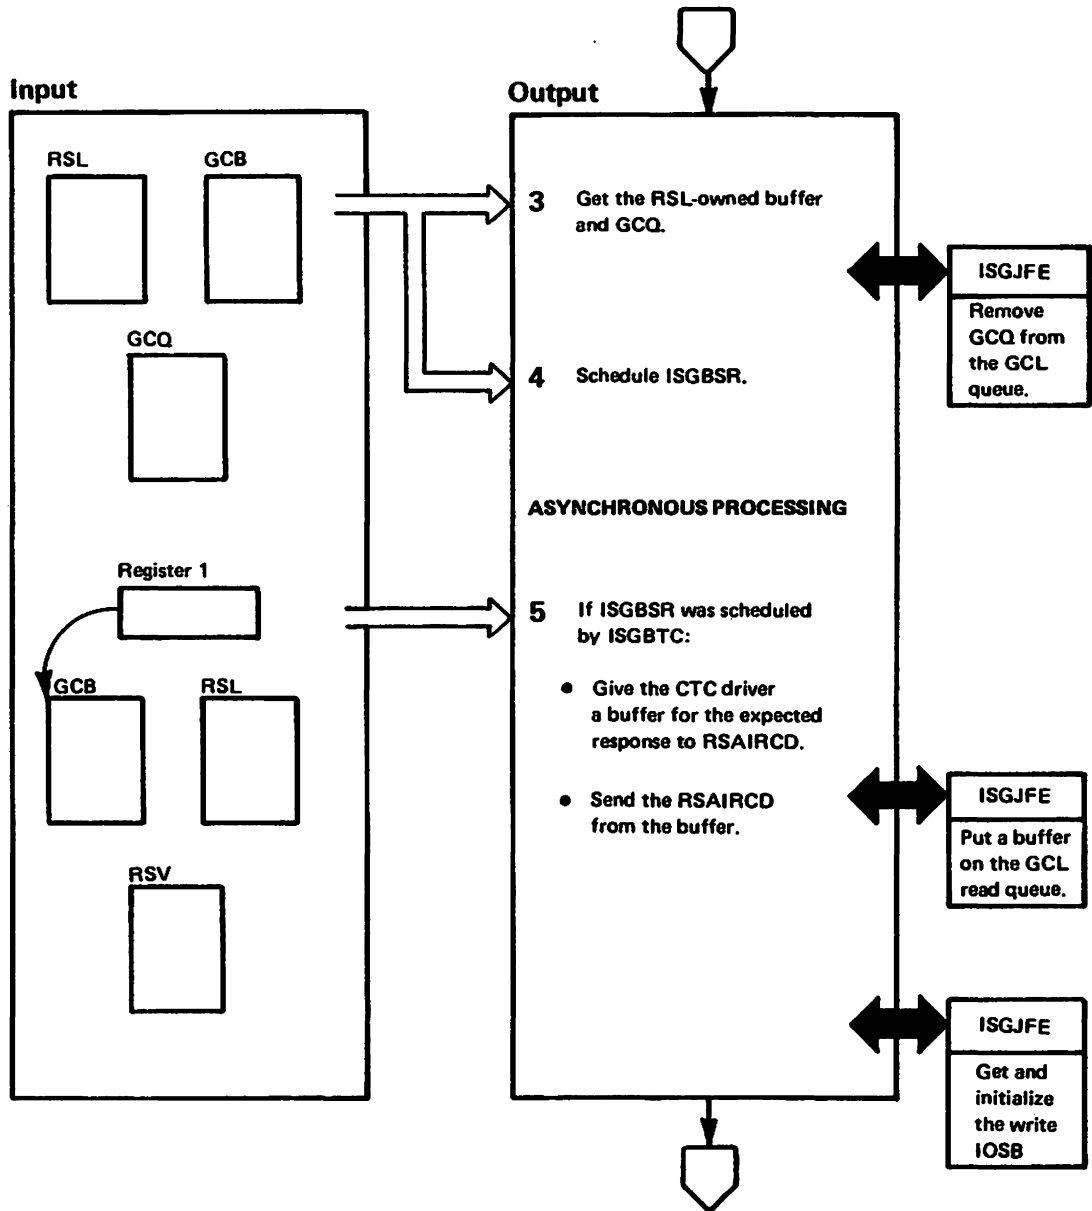 Input
RSL
GCB
GCQ
Register 1
GCB
RSL
RSV
Output
3 Get the RSL-owned buffer
and GCQ.
4 Schedule ISGBSR.
ASYNCHRONOUS PROCESSING
5 If ISGBSR was scheduled
by ISGBTC:
• Give the CTC driver
a buffer for the expected
response to RSAIRCD.
• Send the RSAIRCD
from the buffer.
ISGJFE
Remove
GCQ from
the GCL
queue.
ISGJFE
Put a buffer
on the GCL
read queue.
ISGJFE
Get and
initialize
the write
IOSB